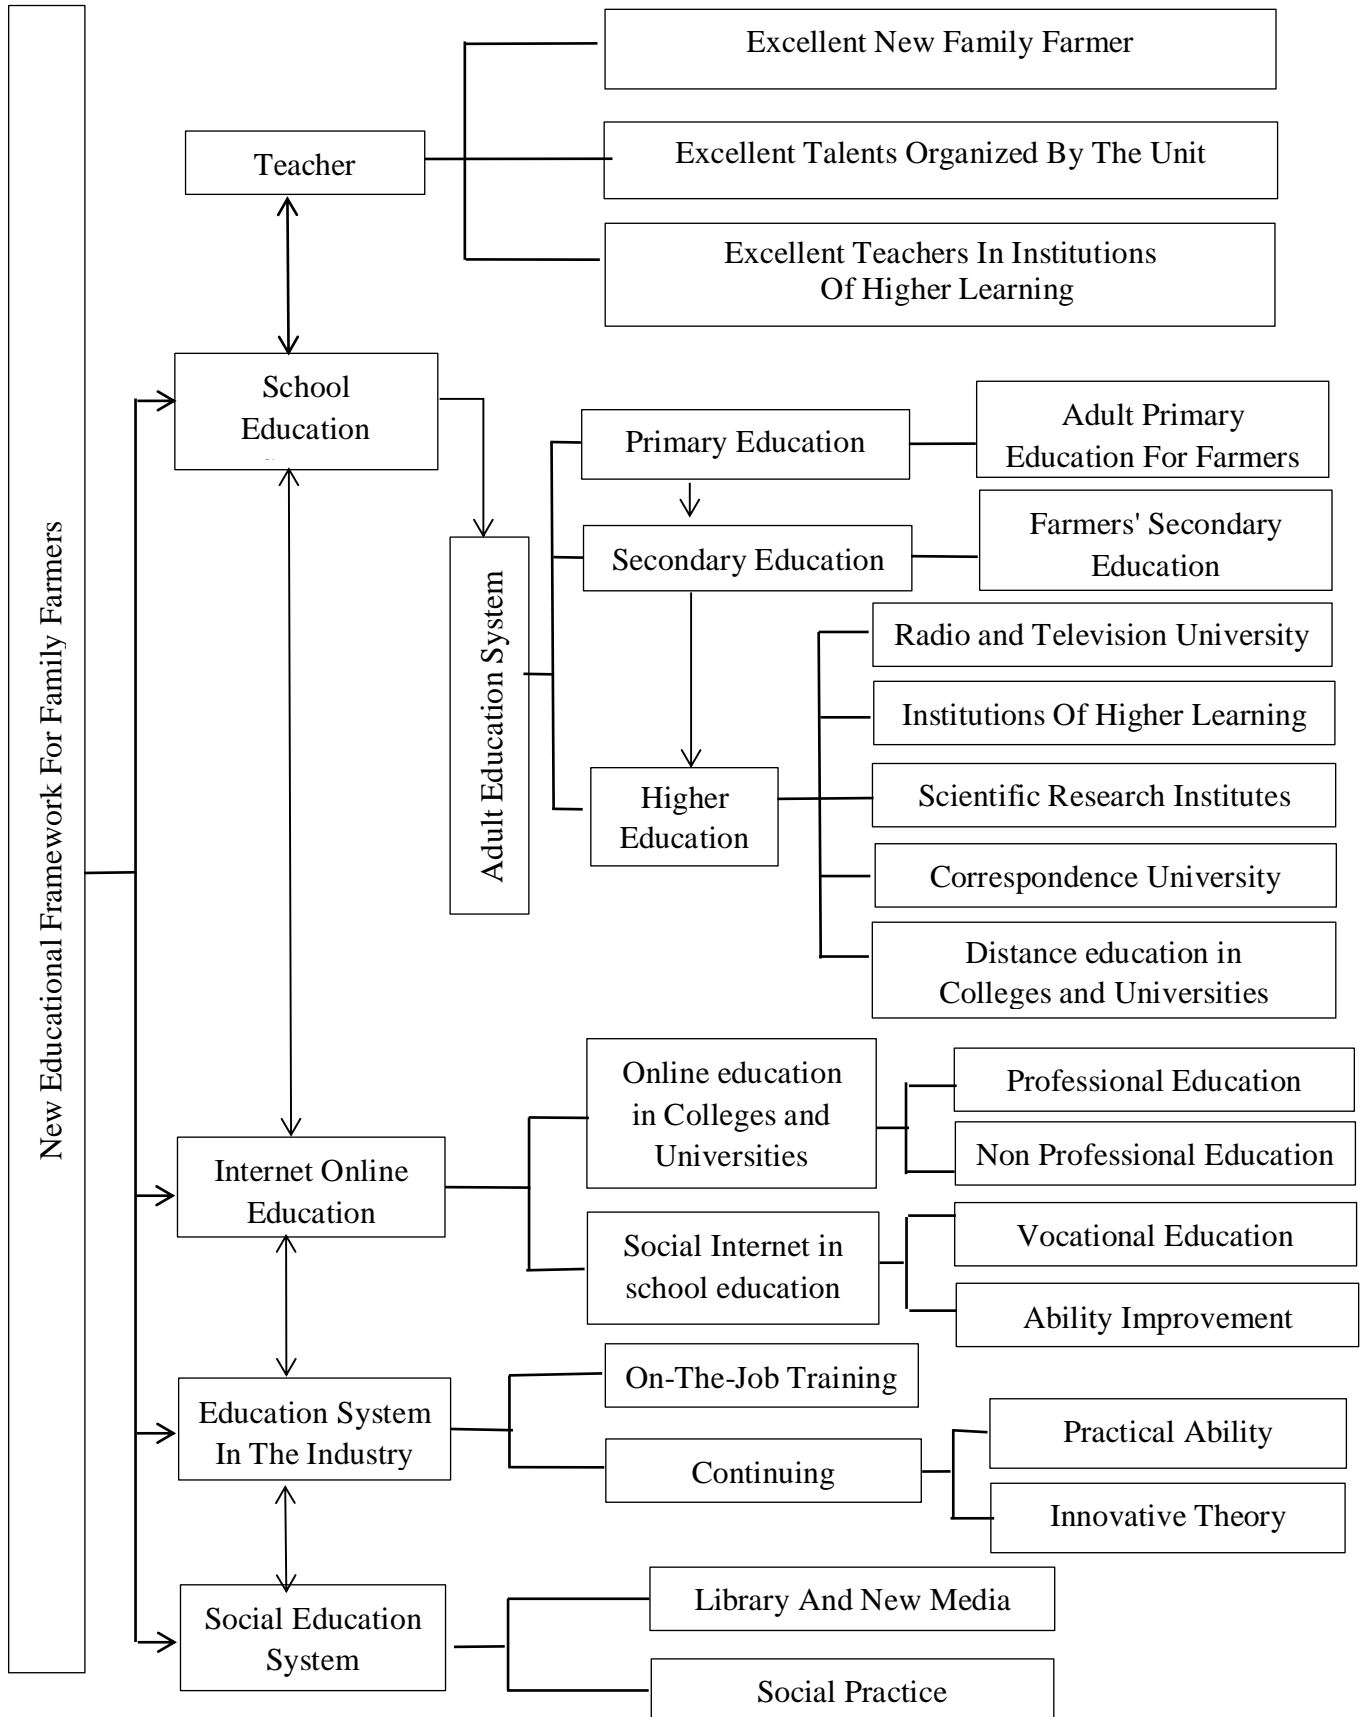 New Educational Framework For Family Farmers
Teacher
Excellent New Family Farmer
Excellent Talents Organized By The Unit
Excellent Teachers In Institutions
Of Higher Learning
School
Education
Adult Education System
Primary Education
Adult Primary
Education For Farmers
Secondary Education
Farmers' Secondary
Education
Higher
Education
Radio and Television University
Institutions Of Higher Learning
Scientific Research Institutes
Correspondence University
Distance education in
Colleges and Universities
Internet Online
Education
Online education
in Colleges and
Universities
Professional Education
Non Professional Education
Social Internet in
school education
Vocational Education
Ability Improvement
Education System
In The Industry
On-The-Job Training
Continuing
Practical Ability
Innovative Theory
Social Education
System
Library And New Media
Social Practice